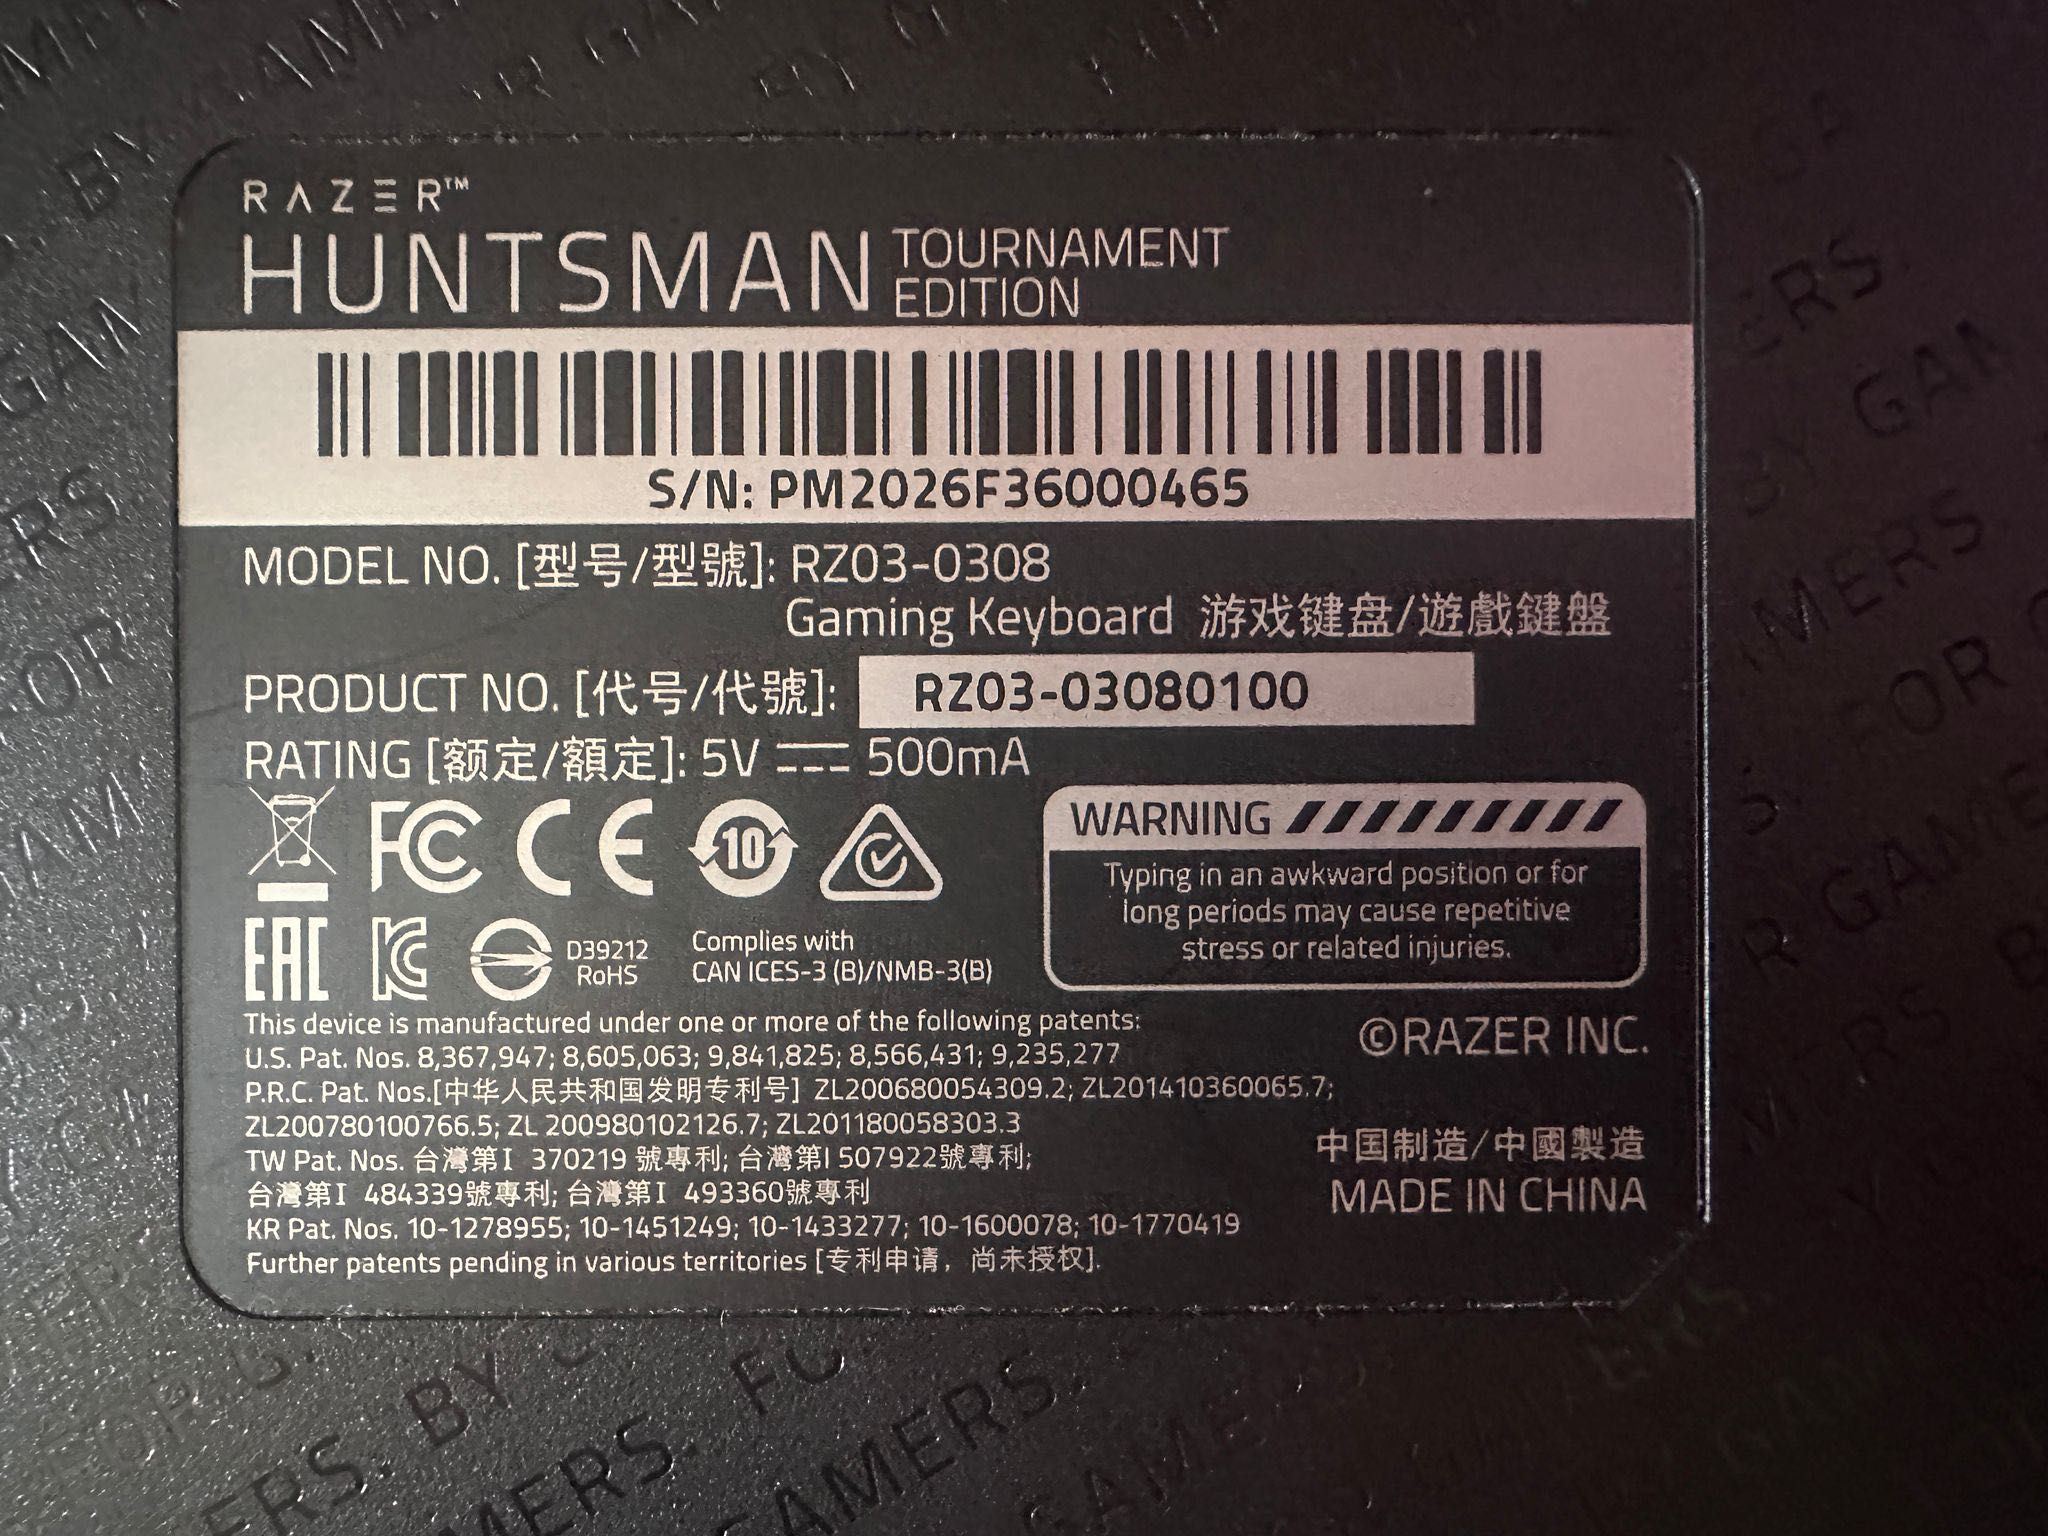 RAZER™
HUNTSMAN TOURNAMENT EDITION
S/N: PM2026F36000465
MODEL NO. [型号/型號]: RZ03-0308
Gaming Keyboard 游戏键盘/遊戲鍵盤
PRODUCT NO. [代号/代號]: RZ03-03080100
RATING [额定/額定]: 5V ⎓ 500mA
FC CE 10
EAC KC D39212
RoHS
Complies with
CAN ICES-3 (B)/NMB-3(B)
WARNING
Typing in an awkward position or for
long periods may cause repetitive
stress or related injuries.
This device is manufactured under one or more of the following patents:
U.S. Pat. Nos. 8,367,947; 8,605,063; 9,841,825; 8,566,431; 9,235,277
P.R.C. Pat. Nos.[中华人民共和国发明专利号] ZL200680054309.2; ZL201410360065.7;
ZL200780100766.5; ZL 200980102126.7; ZL201180058303.3
TW Pat. Nos. 台灣第I 370219 號專利; 台灣第I 507922號專利;
台灣第I 484339號專利; 台灣第I 493360號專利
KR Pat. Nos. 10-1278955; 10-1451249; 10-1433277; 10-1600078; 10-1770419
Further patents pending in various territories [专利申请，尚未授权].
©RAZER INC.
中国制造/中國製造
MADE IN CHINA
FOR GAMERS. BY GAMERS.